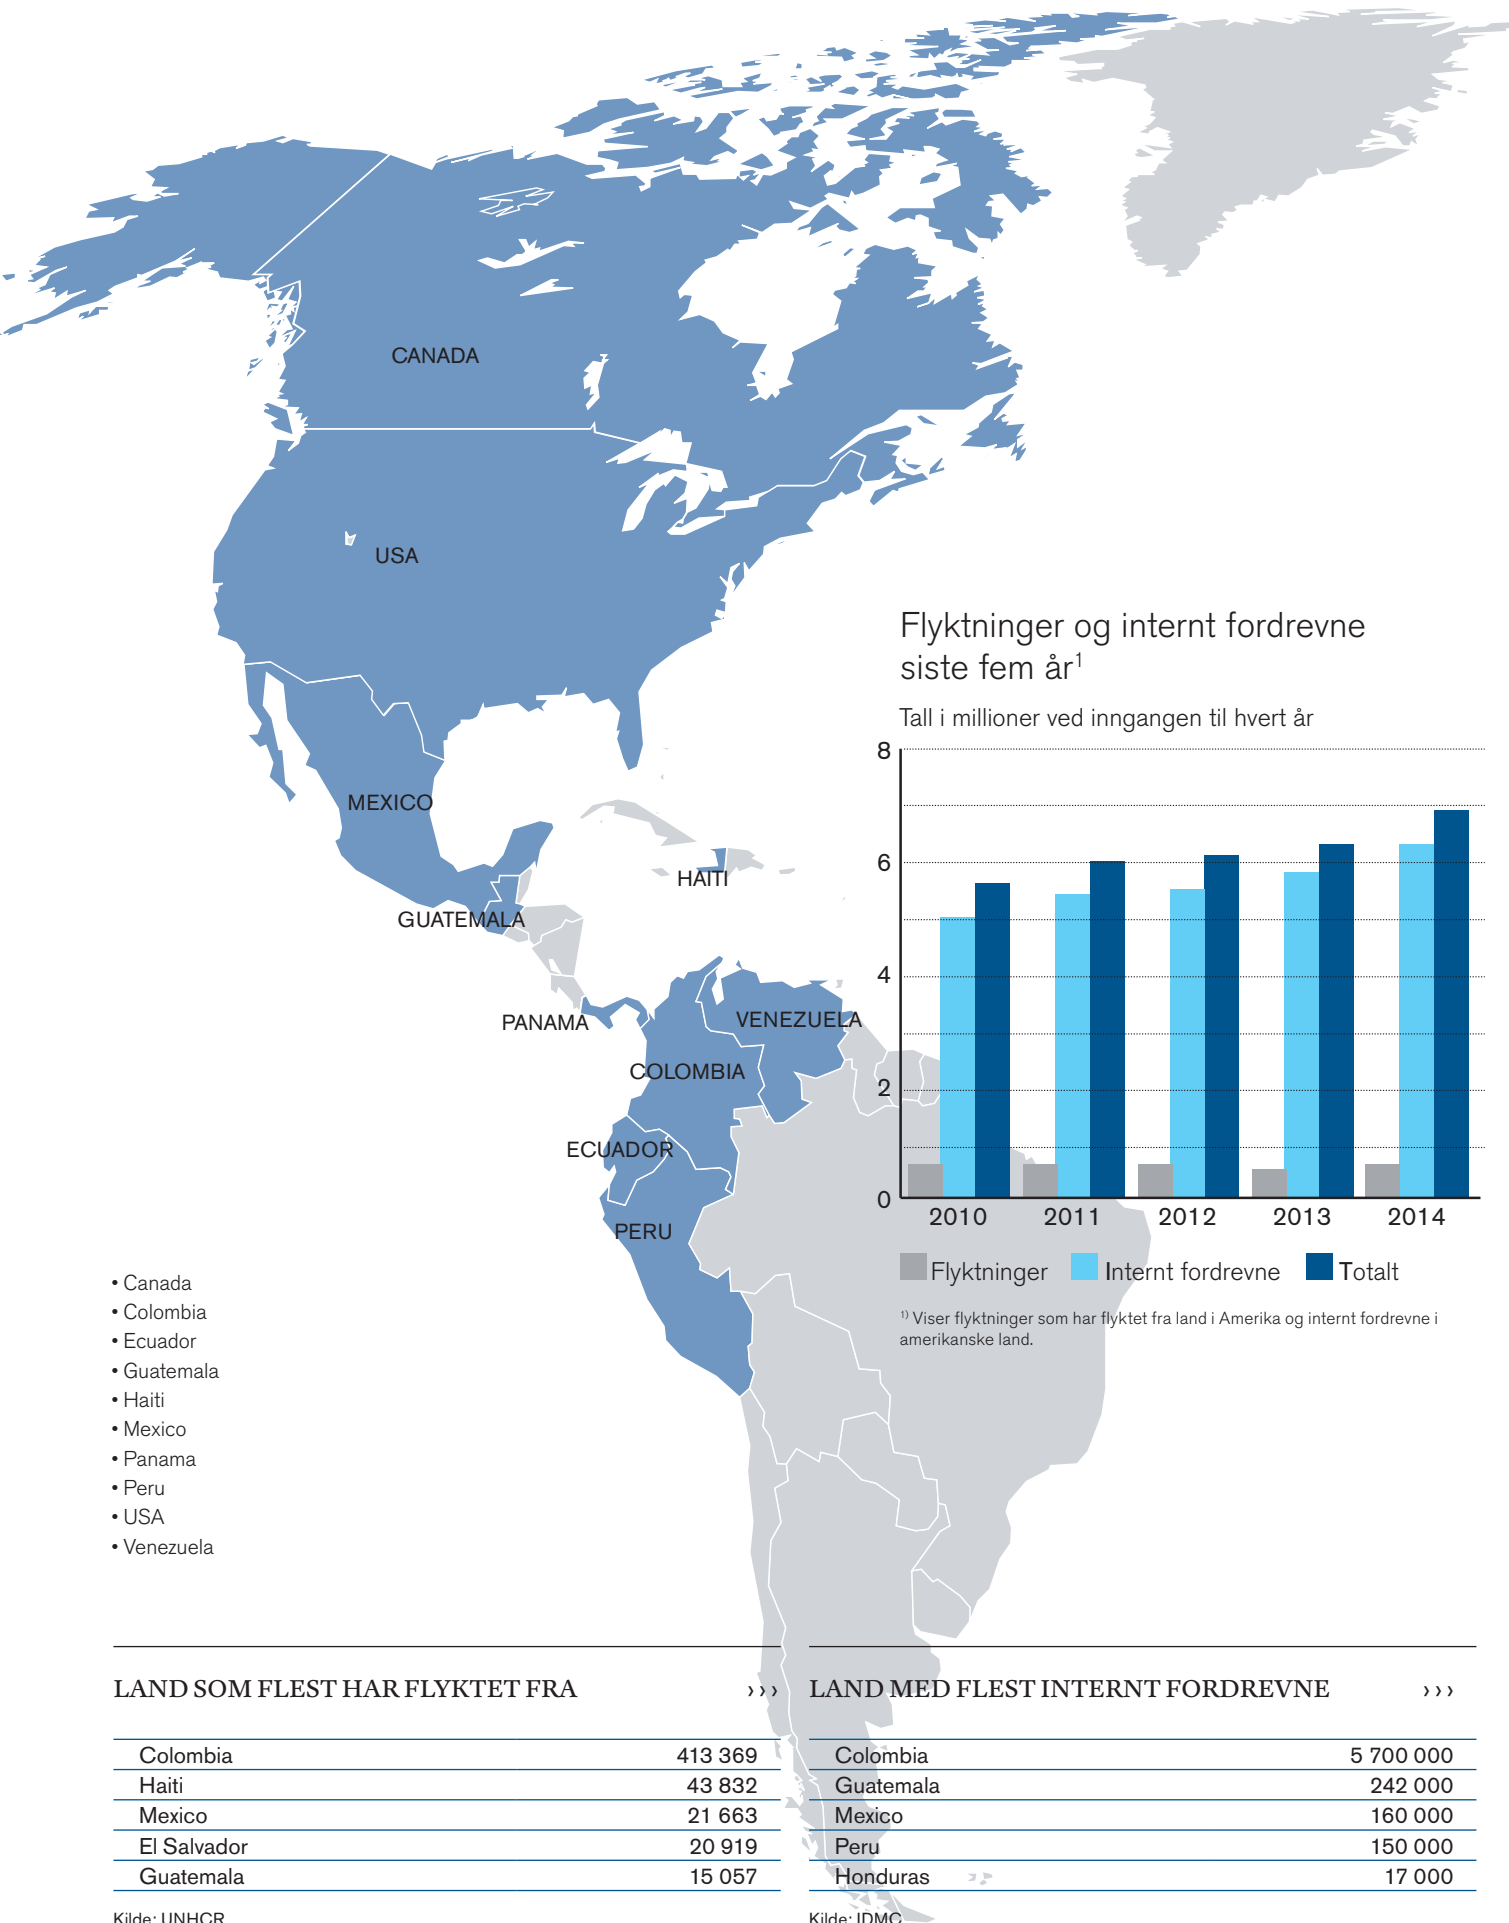 CANADA
USA
MEXICO
HAITI
GUATEMALA
PANAMA
VENEZUELA
COLOMBIA
ECUADOR
PERU
Flyktninger og internt fordrevne
siste fem år¹
Tall i millioner ved inngangen til hvert år
8
6
4
2
0
2010 2011 2012 2013 2014
Flyktninger Internt fordrevne Totalt
¹⁾ Viser flyktninger som har flyktet fra land i Amerika og internt fordrevne i
amerikanske land.
• Canada
• Colombia
• Ecuador
• Guatemala
• Haiti
• Mexico
• Panama
• Peru
• USA
• Venezuela
LAND SOM FLEST HAR FLYKTET FRA ›››
Colombia 413 369
Haiti 43 832
Mexico 21 663
El Salvador 20 919
Guatemala 15 057
Kilde: UNHCR
LAND MED FLEST INTERNT FORDREVNE ›››
Colombia 5 700 000
Guatemala 242 000
Mexico 160 000
Peru 150 000
Honduras 17 000
Kilde: IDMC